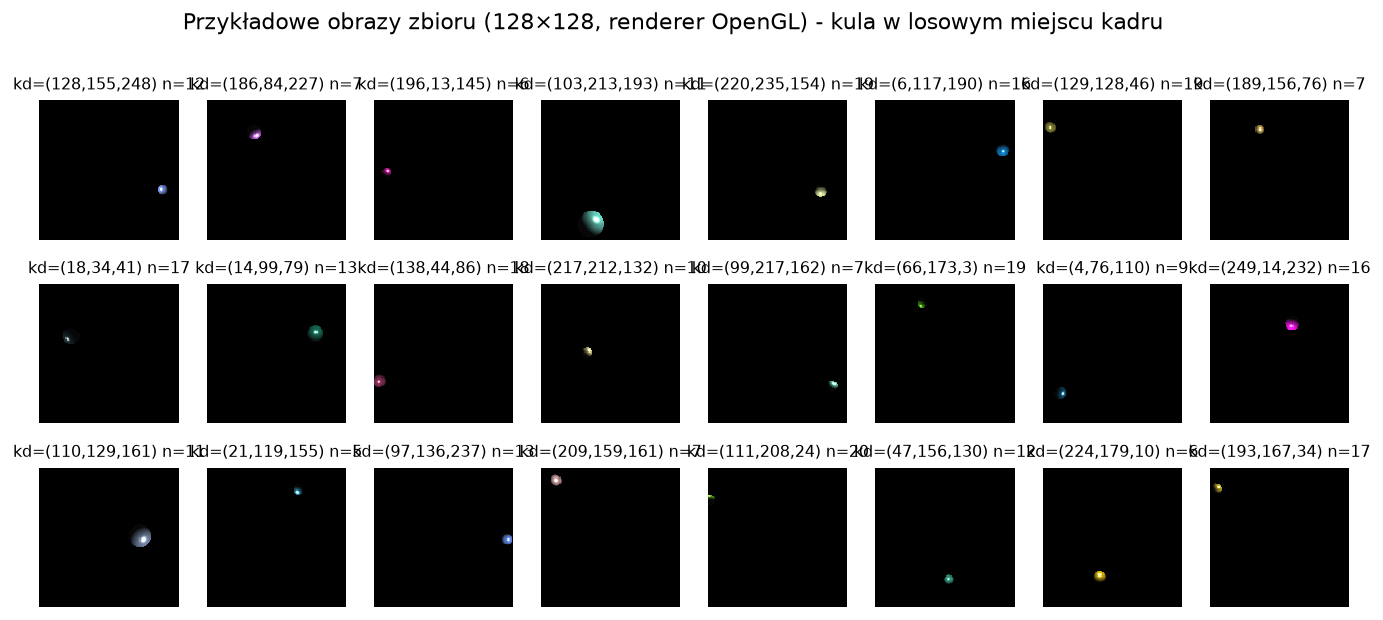 Przykładowe obrazy zbioru (128×128, renderer OpenGL) - kula w losowym miejscu kadru
kd=(128,155,248) n=12
kd=(186,84,227) n=7
kd=(196,13,145) n=6
kd=(103,213,193) n=11
kd=(220,235,154) n=19
kd=(6,117,190) n=16
kd=(129,128,46) n=19
kd=(189,156,76) n=7
kd=(18,34,41) n=17
kd=(14,99,79) n=13
kd=(138,44,86) n=18
kd=(217,212,132) n=10
kd=(99,217,162) n=7
kd=(66,173,3) n=19
kd=(4,76,110) n=9
kd=(249,14,232) n=16
kd=(110,129,161) n=11
kd=(21,119,155) n=5
kd=(97,136,237) n=13
kd=(209,159,161) n=7
kd=(111,208,24) n=20
kd=(47,156,130) n=12
kd=(224,179,10) n=6
kd=(193,167,34) n=17